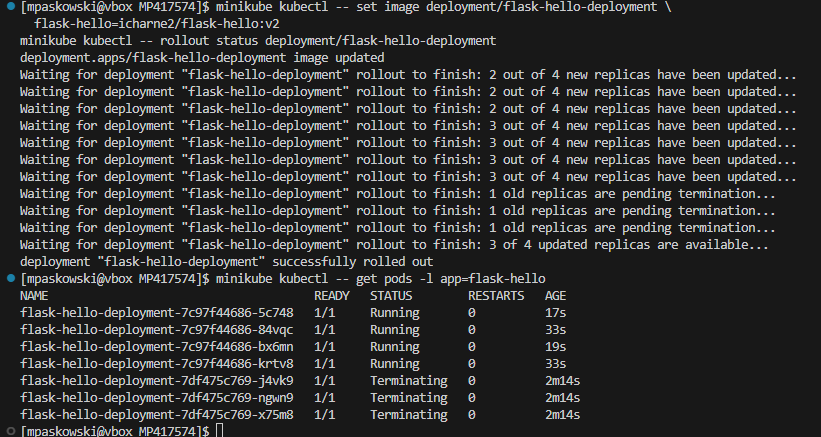 [mpaskowski@vbox MP417574]$ minikube kubectl -- set image deployment/flask-hello-deployment \
flask-hello=icharne2/flask-hello:v2
minikube kubectl -- rollout status deployment/flask-hello-deployment
deployment.apps/flask-hello-deployment image updated
Waiting for deployment "flask-hello-deployment" rollout to finish: 2 out of 4 new replicas have been updated...
Waiting for deployment "flask-hello-deployment" rollout to finish: 2 out of 4 new replicas have been updated...
Waiting for deployment "flask-hello-deployment" rollout to finish: 2 out of 4 new replicas have been updated...
Waiting for deployment "flask-hello-deployment" rollout to finish: 3 out of 4 new replicas have been updated...
Waiting for deployment "flask-hello-deployment" rollout to finish: 3 out of 4 new replicas have been updated...
Waiting for deployment "flask-hello-deployment" rollout to finish: 3 out of 4 new replicas have been updated...
Waiting for deployment "flask-hello-deployment" rollout to finish: 3 out of 4 new replicas have been updated...
Waiting for deployment "flask-hello-deployment" rollout to finish: 1 old replicas are pending termination...
Waiting for deployment "flask-hello-deployment" rollout to finish: 1 old replicas are pending termination...
Waiting for deployment "flask-hello-deployment" rollout to finish: 1 old replicas are pending termination...
Waiting for deployment "flask-hello-deployment" rollout to finish: 3 of 4 updated replicas are available...
deployment "flask-hello-deployment" successfully rolled out
[mpaskowski@vbox MP417574]$ minikube kubectl -- get pods -l app=flask-hello
NAME READY STATUS RESTARTS AGE
flask-hello-deployment-7c97f44686-5c748 1/1 Running 0 17s
flask-hello-deployment-7c97f44686-84vqc 1/1 Running 0 33s
flask-hello-deployment-7c97f44686-bx6mn 1/1 Running 0 19s
flask-hello-deployment-7c97f44686-krtv8 1/1 Running 0 33s
flask-hello-deployment-7df475c769-j4vk9 1/1 Terminating 0 2m14s
flask-hello-deployment-7df475c769-ngwn9 1/1 Terminating 0 2m14s
flask-hello-deployment-7df475c769-x75m8 1/1 Terminating 0 2m14s
[mpaskowski@vbox MP417574]$